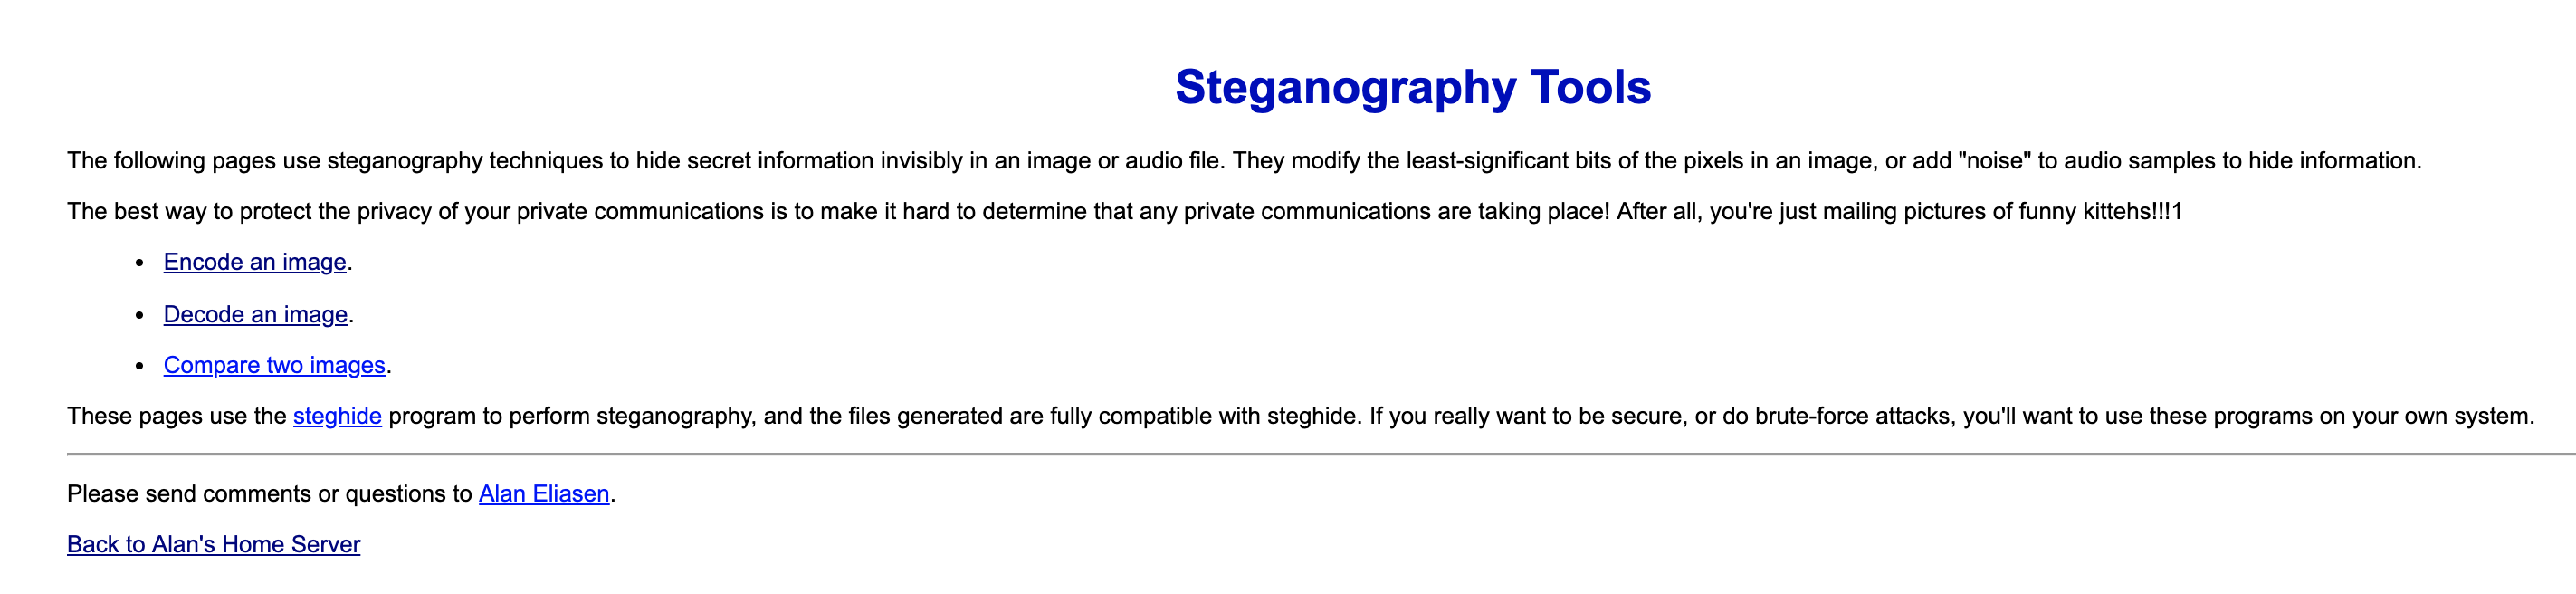 Steganography Tools
The following pages use steganography techniques to hide secret information invisibly in an image or audio file. They modify the least-significant bits of the pixels in an image, or add "noise" to audio samples to hide information.
The best way to protect the privacy of your private communications is to make it hard to determine that any private communications are taking place! After all, you're just mailing pictures of funny kittehs!!!1
• Encode an image.
• Decode an image.
• Compare two images.
These pages use the steghide program to perform steganography, and the files generated are fully compatible with steghide. If you really want to be secure, or do brute-force attacks, you'll want to use these programs on your own system.
Please send comments or questions to Alan Eliasen.
Back to Alan's Home Server